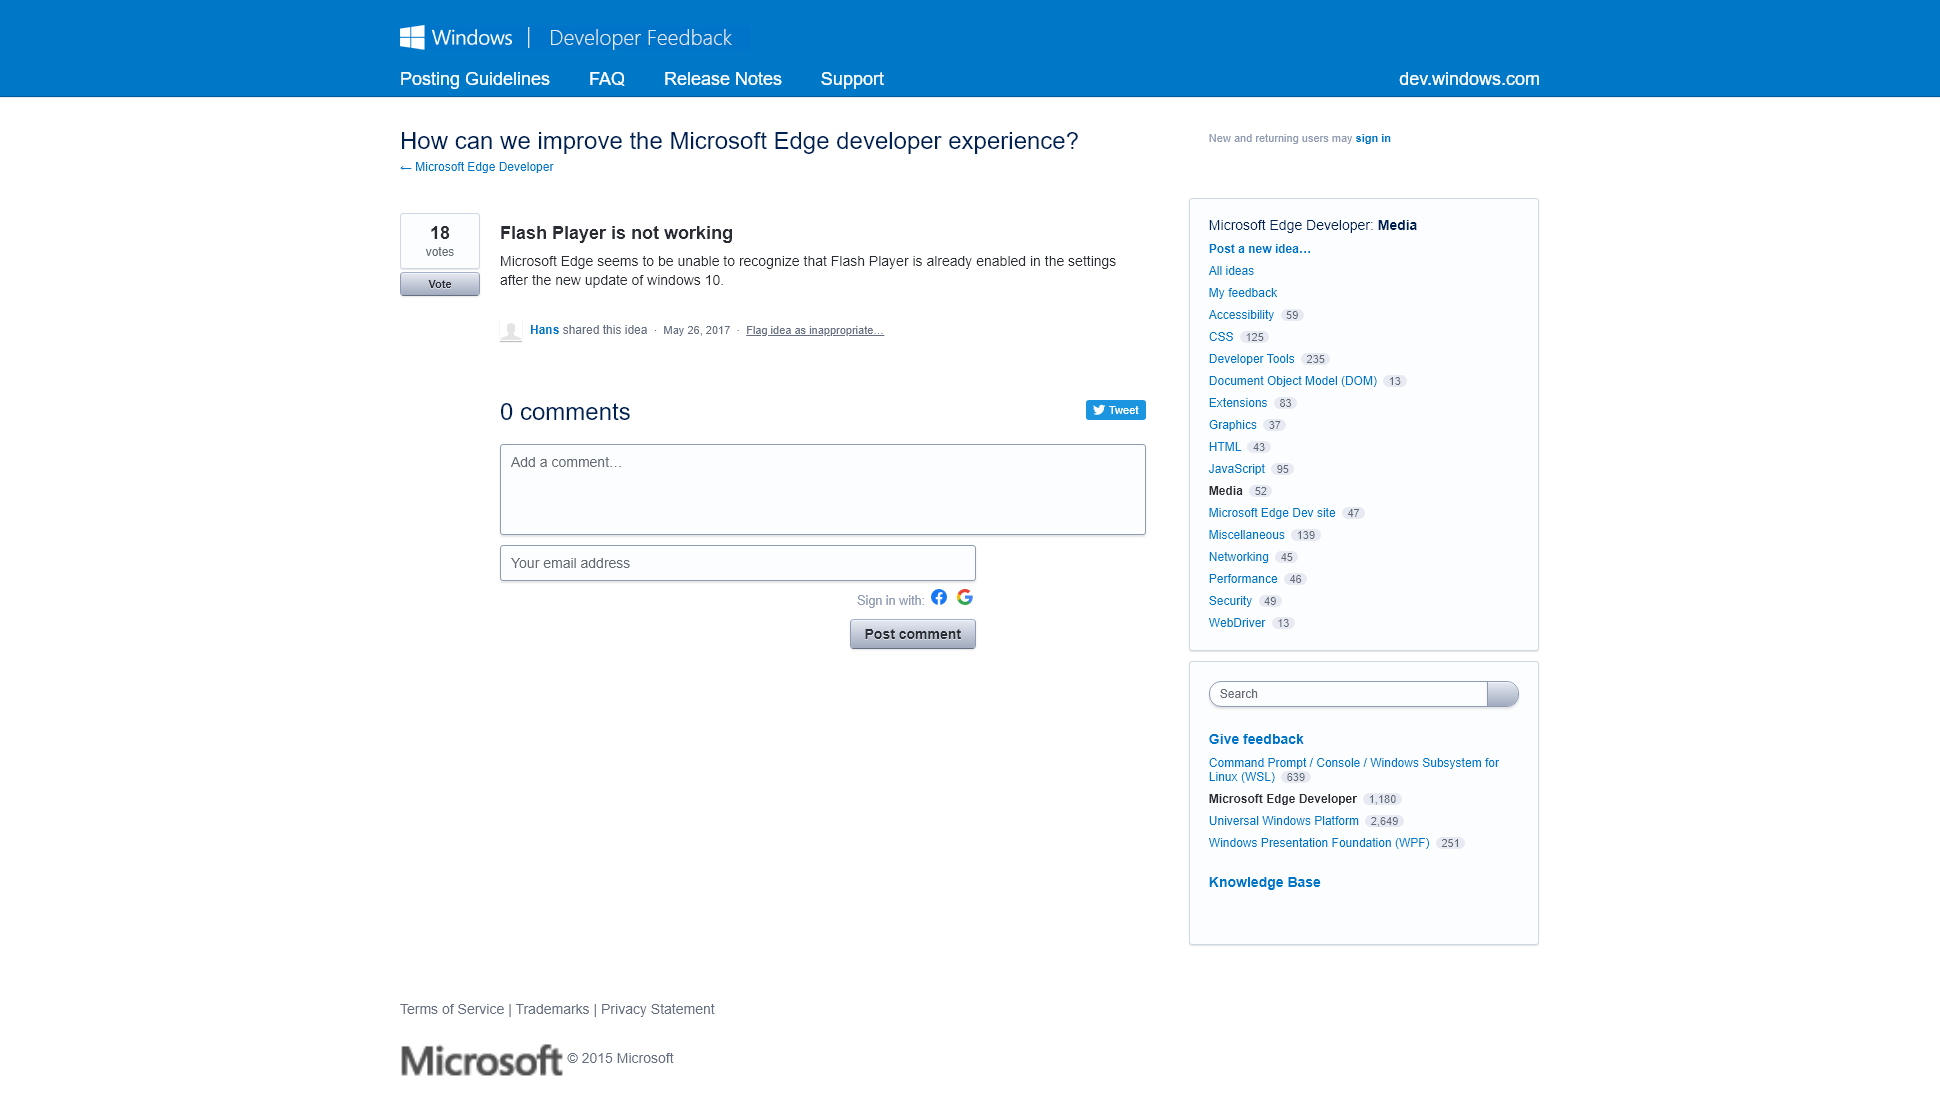 Windows | Developer Feedback
Posting Guidelines FAQ Release Notes Support dev.windows.com
How can we improve the Microsoft Edge developer experience?
← Microsoft Edge Developer
New and returning users may sign in
18
votes
Vote
Flash Player is not working
Microsoft Edge seems to be unable to recognize that Flash Player is already enabled in the settings
after the new update of windows 10.
Hans shared this idea · May 26, 2017 · Flag idea as inappropriate…
0 comments
Tweet
Add a comment…
Your email address
Sign in with:
Post comment
Microsoft Edge Developer: Media
Post a new idea…
All ideas
My feedback
Accessibility 59
CSS 125
Developer Tools 235
Document Object Model (DOM) 13
Extensions 83
Graphics 37
HTML 43
JavaScript 95
Media 52
Microsoft Edge Dev site 47
Miscellaneous 139
Networking 45
Performance 46
Security 49
WebDriver 13
Search
Give feedback
Command Prompt / Console / Windows Subsystem for
Linux (WSL) 639
Microsoft Edge Developer 1,180
Universal Windows Platform 2,649
Windows Presentation Foundation (WPF) 251
Knowledge Base
Terms of Service | Trademarks | Privacy Statement
Microsoft © 2015 Microsoft